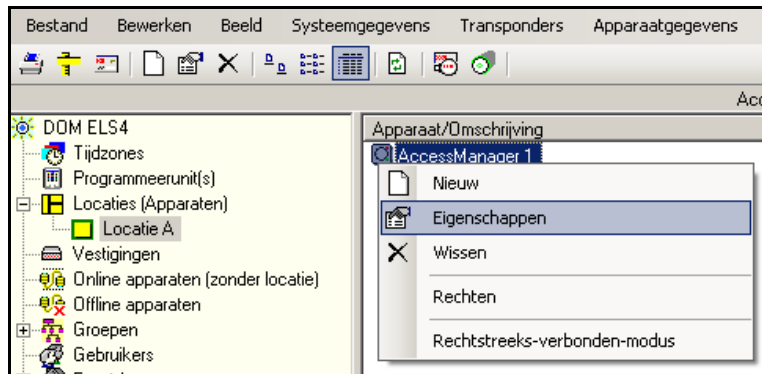 Bestand Bewerken Beeld Systeemgegevens Transponders Apparaatgegevens
DOM ELS4
Tijdzones
Programmeerunit(s)
Locaties (Apparaten)
Locatie A
Vestigingen
Online apparaten (zonder locatie)
Offline apparaten
Groepen
Gebruikers
Apparaat/Omschrijving
AccessManager 1
Nieuw
Eigenschappen
Wissen
Rechten
Rechtstreeks-verbonden-modus